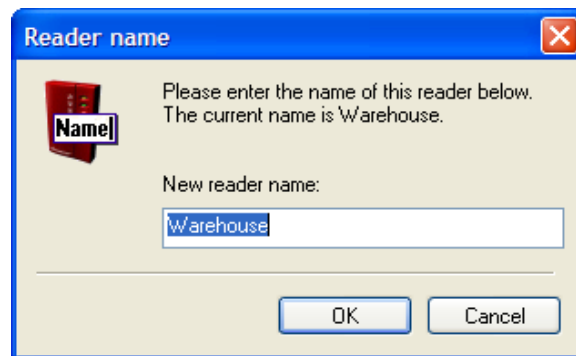 Reader name
Please enter the name of this reader below.
The current name is Warehouse.
Name
New reader name:
Warehouse
OK
Cancel